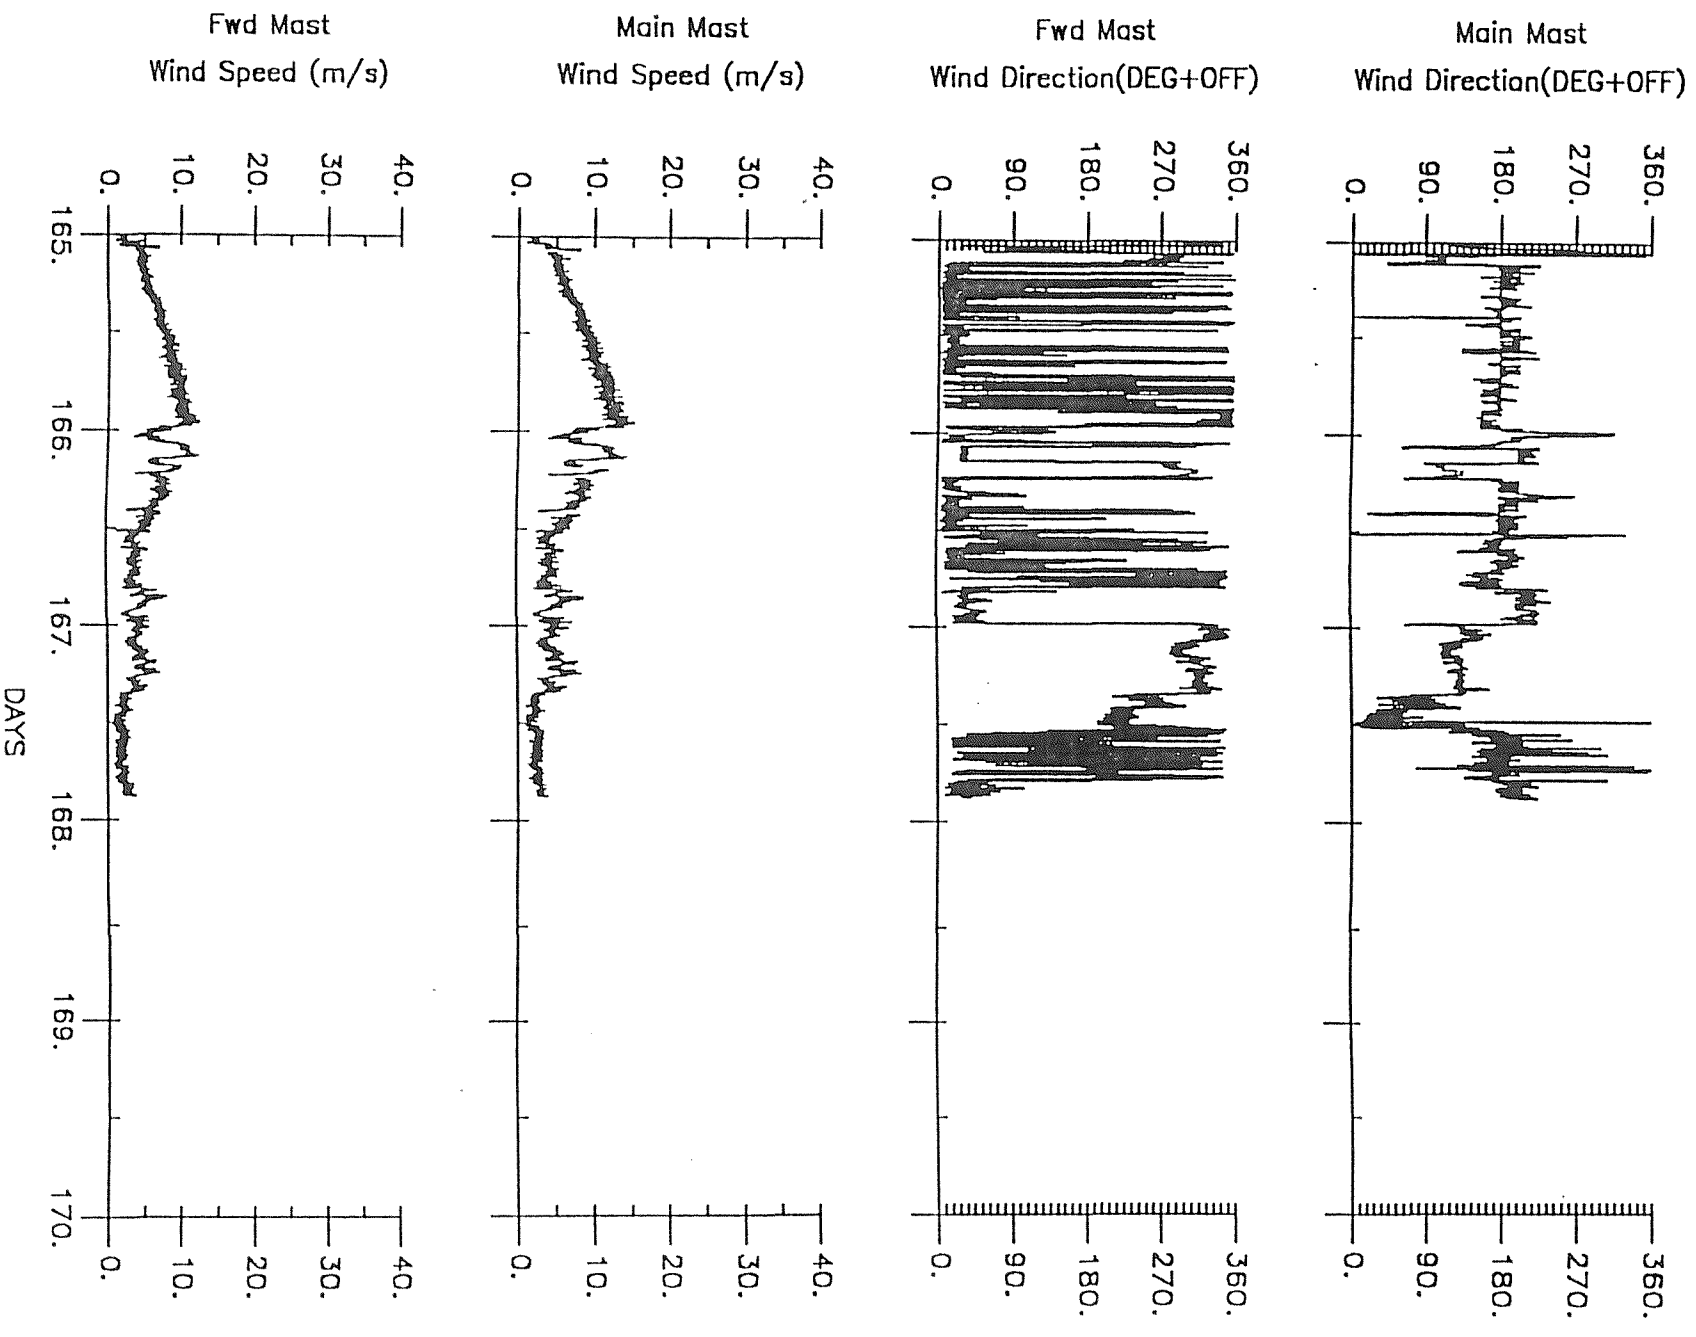 Fwd Mast
Wind Speed (m/s)
Main Mast
Wind Speed (m/s)
Fwd Mast
Wind Direction(DEG+OFF)
Main Mast
Wind Direction(DEG+OFF)
0. 10. 20. 30. 40.
0. 10. 20. 30. 40.
0. 90. 180. 270. 360.
0. 90. 180. 270. 360.
165.
166.
167.
168.
169.
170.
DAYS
0. 10. 20. 30. 40.
0. 10. 20. 30. 40.
0. 90. 180. 270. 360.
0. 90. 180. 270. 360.